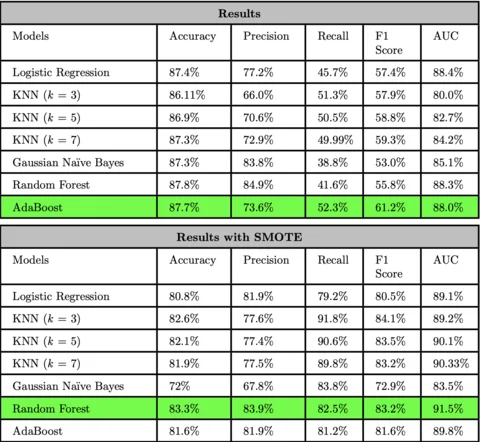 Results
Models Accuracy Precision Recall F1 Score AUC
Logistic Regression 87.4% 77.2% 45.7% 57.4% 88.4%
KNN (k = 3) 86.11% 66.0% 51.3% 57.9% 80.0%
KNN (k = 5) 86.9% 70.6% 50.5% 58.8% 82.7%
KNN (k = 7) 87.3% 72.9% 49.99% 59.3% 84.2%
Gaussian Naïve Bayes 87.3% 83.8% 38.8% 53.0% 85.1%
Random Forest 87.8% 84.9% 41.6% 55.8% 88.3%
AdaBoost 87.7% 73.6% 52.3% 61.2% 88.0%
Results with SMOTE
Models Accuracy Precision Recall F1 Score AUC
Logistic Regression 80.8% 81.9% 79.2% 80.5% 89.1%
KNN (k = 3) 82.6% 77.6% 91.8% 84.1% 89.2%
KNN (k = 5) 82.1% 77.4% 90.6% 83.5% 90.1%
KNN (k = 7) 81.9% 77.5% 89.8% 83.2% 90.33%
Gaussian Naïve Bayes 72% 67.8% 83.8% 72.9% 83.5%
Random Forest 83.3% 83.9% 82.5% 83.2% 91.5%
AdaBoost 81.6% 81.9% 81.2% 81.6% 89.8%